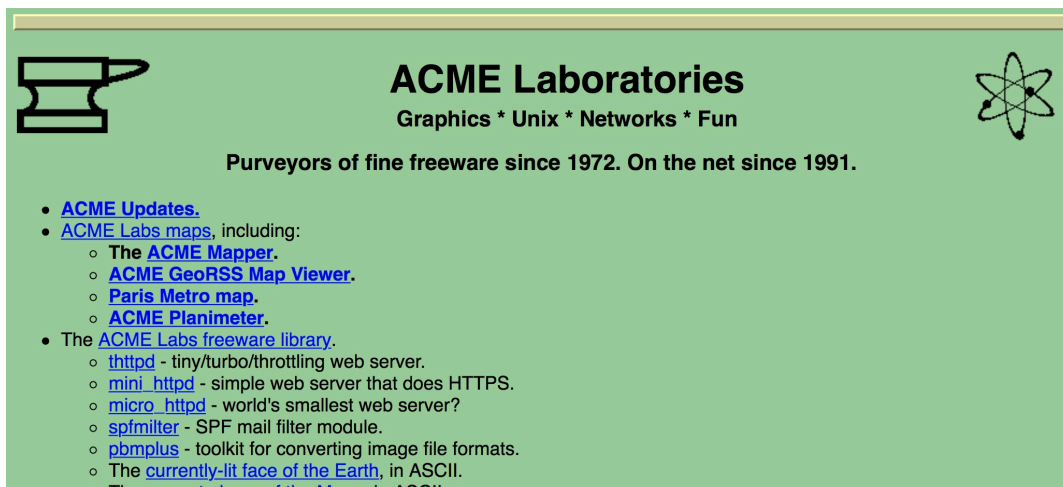 ACME Laboratories
Graphics * Unix * Networks * Fun
Purveyors of fine freeware since 1972. On the net since 1991.
ACME Updates.
ACME Labs maps, including:
The ACME Mapper.
ACME GeoRSS Map Viewer.
Paris Metro map.
ACME Planimeter.
The ACME Labs freeware library.
thttpd - tiny/turbo/throttling web server.
mini_httpd - simple web server that does HTTPS.
micro_httpd - world's smallest web server?
spfmilter - SPF mail filter module.
pbmplus - toolkit for converting image file formats.
The currently-lit face of the Earth, in ASCII.